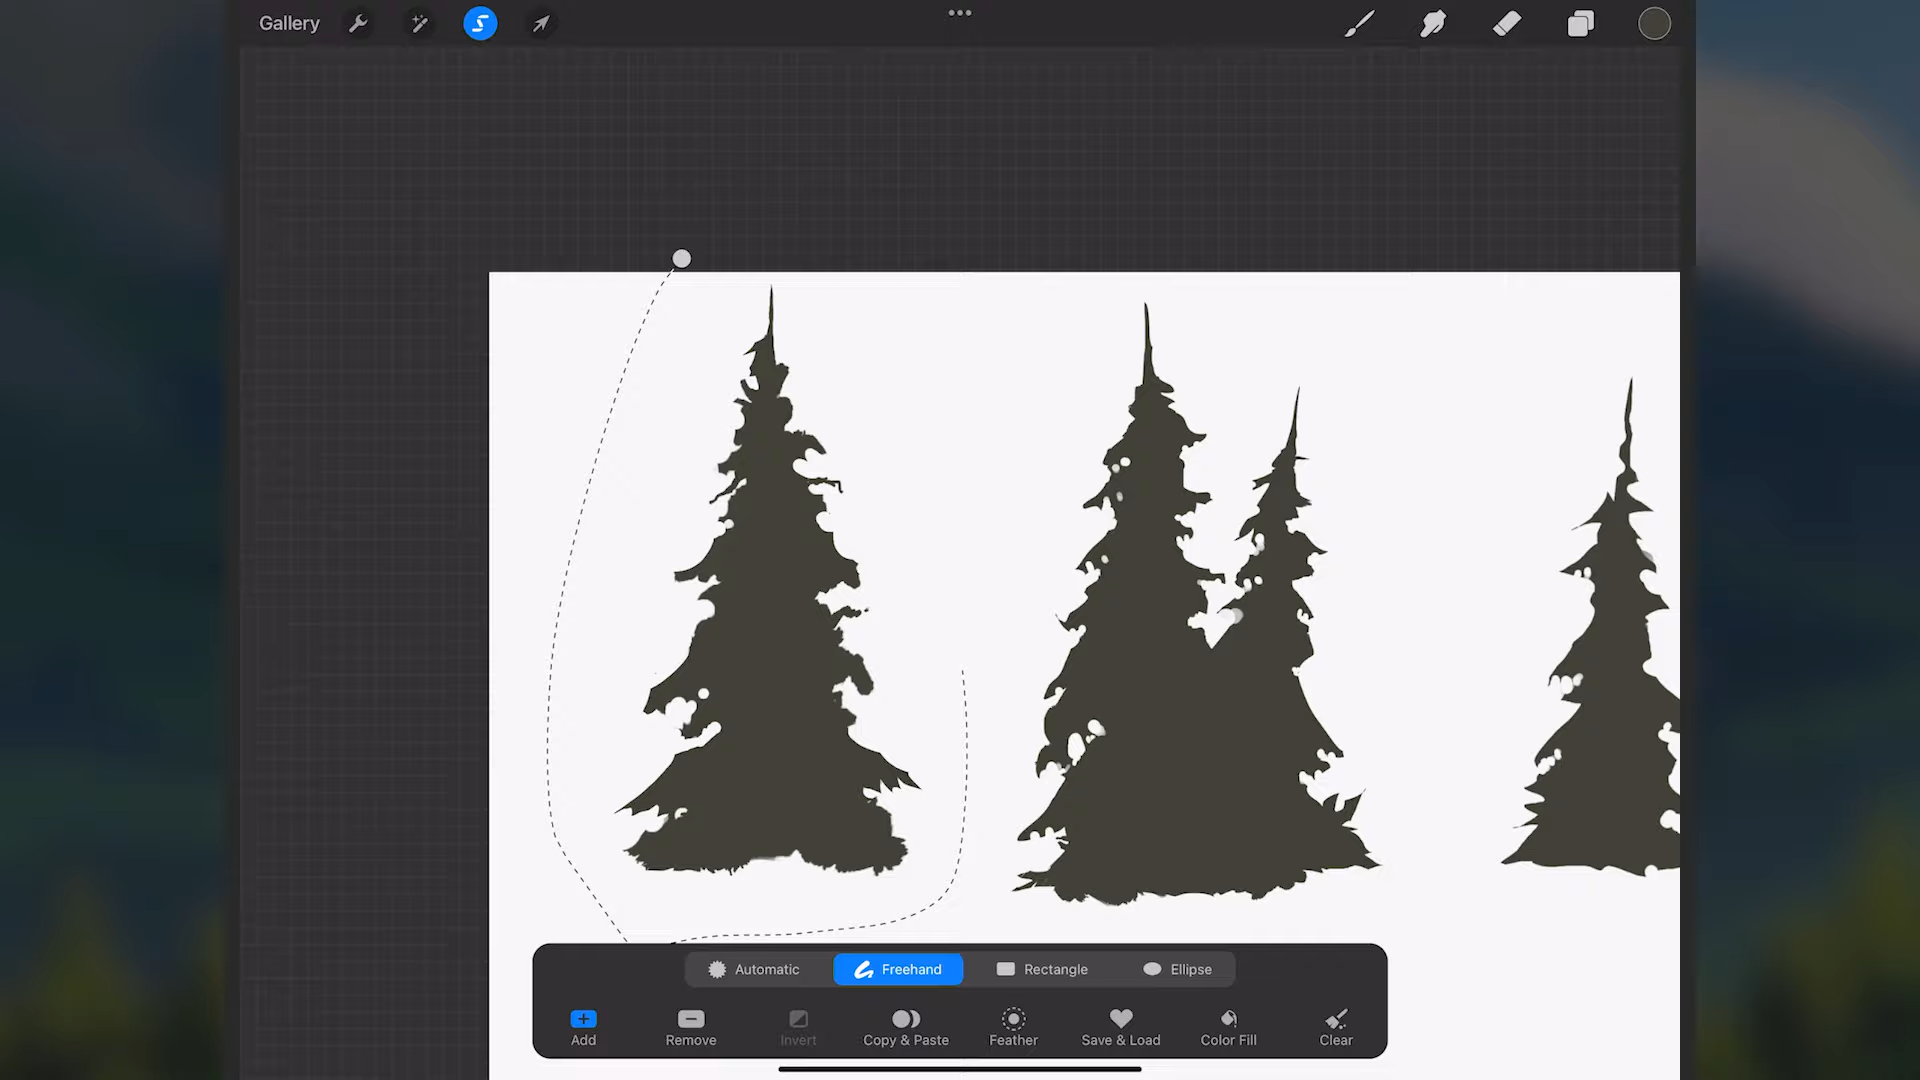 Gallery
Automatic Freehand Rectangle Ellipse
Add Remove Invert Copy & Paste Feather Save & Load Color Fill Clear